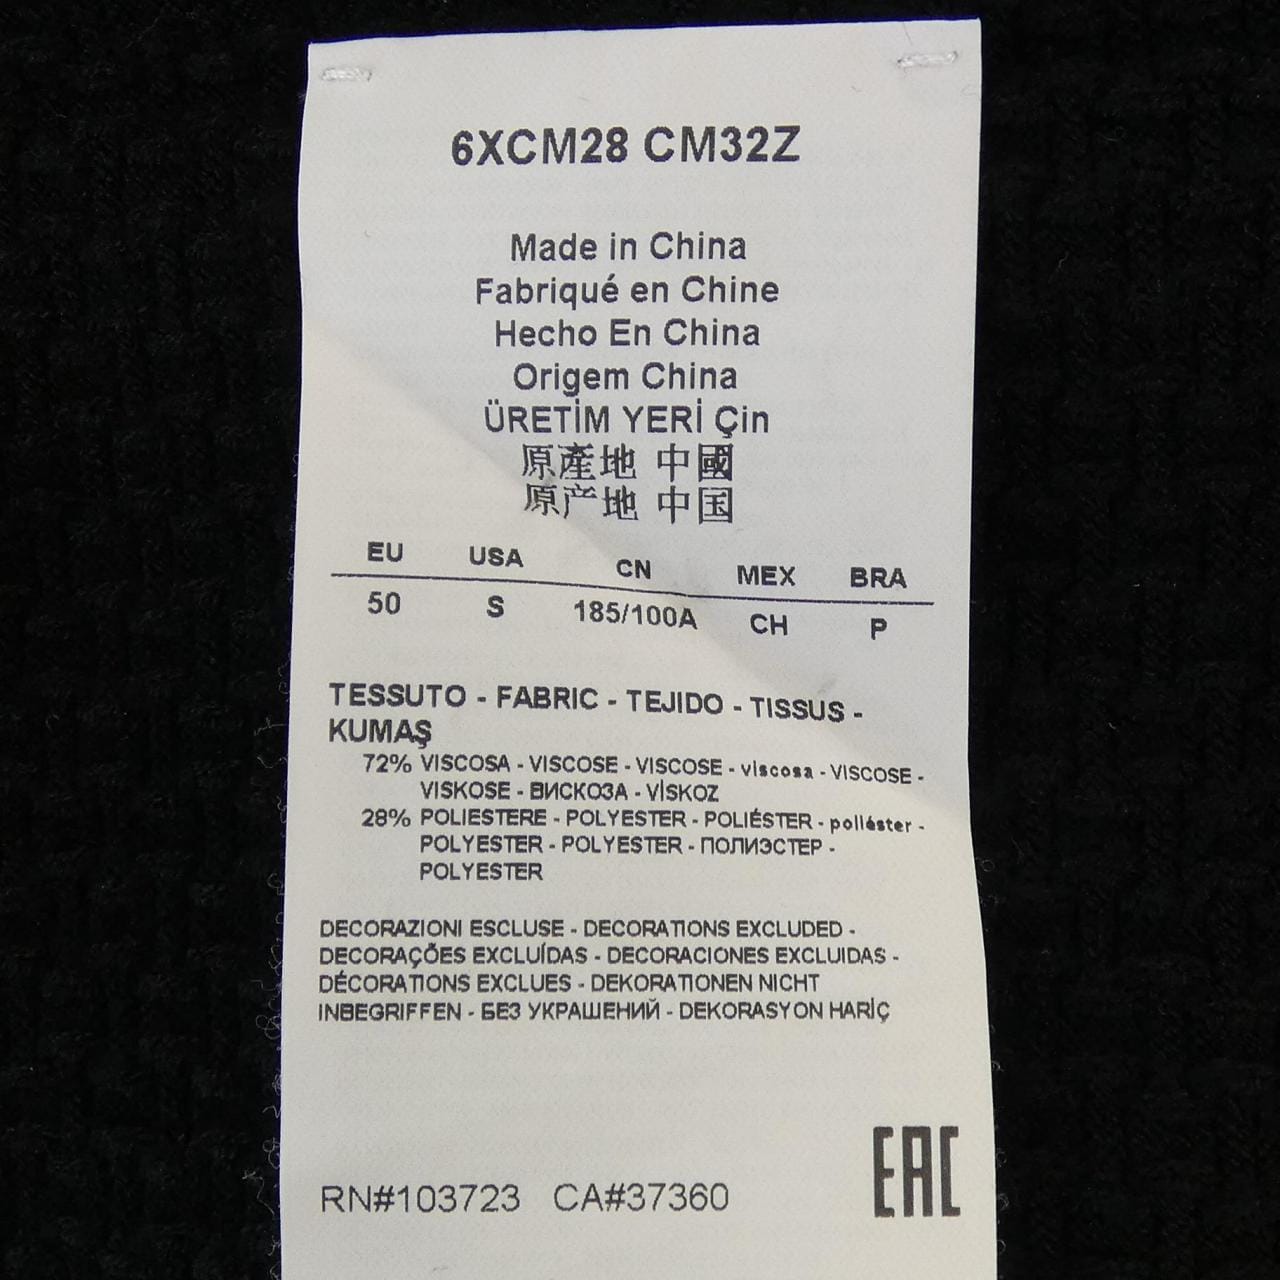 6XCM28 CM32Z
Made in China
Fabriqué en Chine
Hecho En China
Origem China
ÜRETİM YERİ Çin
原產地 中國
原产地 中国
EU USA CN MEX BRA
50 S 185/100A CH P
TESSUTO - FABRIC - TEJIDO - TISSUS -
KUMAŞ
72% VISCOSA - VISCOSE - VISCOSE - viscosa - VISCOSE -
VISKOSE - ВИСКОЗА - VİSKOZ
28% POLIESTERE - POLYESTER - POLIÉSTER - poliéster -
POLYESTER - POLYESTER - ПОЛИЭСТЕР -
POLYESTER
DECORAZIONI ESCLUSE - DECORATIONS EXCLUDED -
DECORAÇÕES EXCLUÍDAS - DECORACIONES EXCLUIDAS -
DÉCORATIONS EXCLUES - DEKORATIONEN NICHT
INBEGRIFFEN - БЕЗ УКРАШЕНИЙ - DEKORASYON HARİÇ
EAC
RN#103723 CA#37360